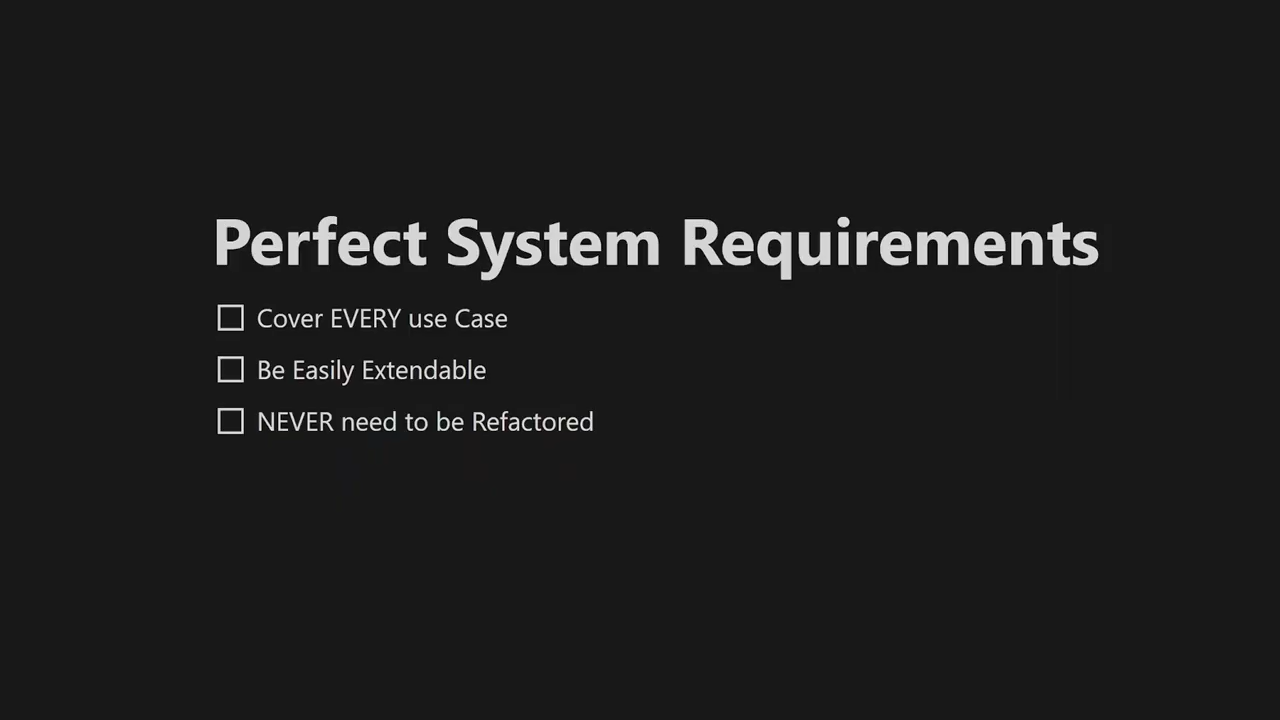 Perfect System Requirements
Cover EVERY use Case
Be Easily Extendable
NEVER need to be Refactored